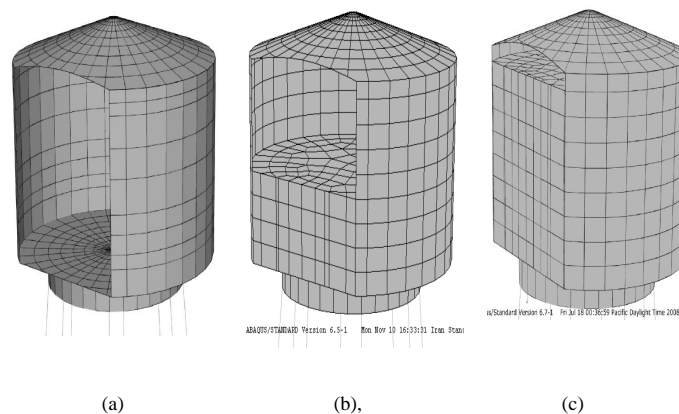 ABAQUS/STANDARD Version 6.5-1 Mon Nov 10 16:33:31 Iran Stan
us/Standard Version 6.7-1 Fri Jul 18 00:36:59 Pacific Daylight Time 2008
(a) (b), (c)